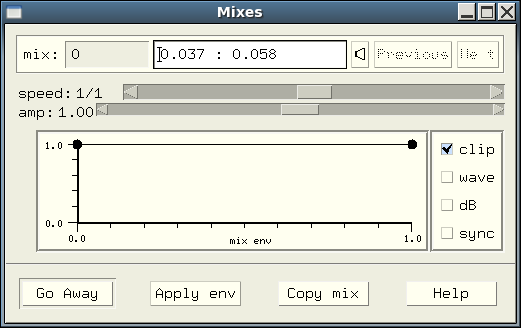 Mixes
mix: 0 0.037 : 0.058 Previous Ne t
speed: 1/1
amp: 1.00
1.0
0.0
0.0 mix env 1.0
clip
wave
dB
sync
Go Away Apply env Copy mix Help